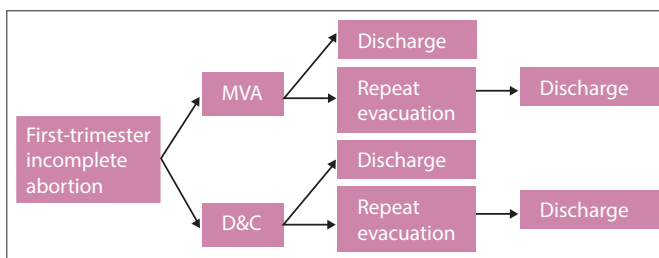 First-trimester
incomplete
abortion
MVA
Discharge
Repeat
evacuation
Discharge
D&C
Discharge
Repeat
evacuation
Discharge